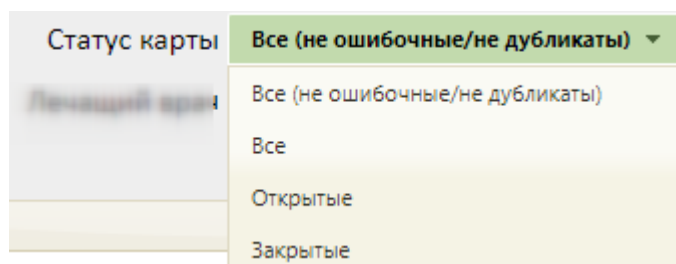 Статус карты Все (не ошибочные/не дубликаты)
Все (не ошибочные/не дубликаты)
Все
Открытые
Закрытые